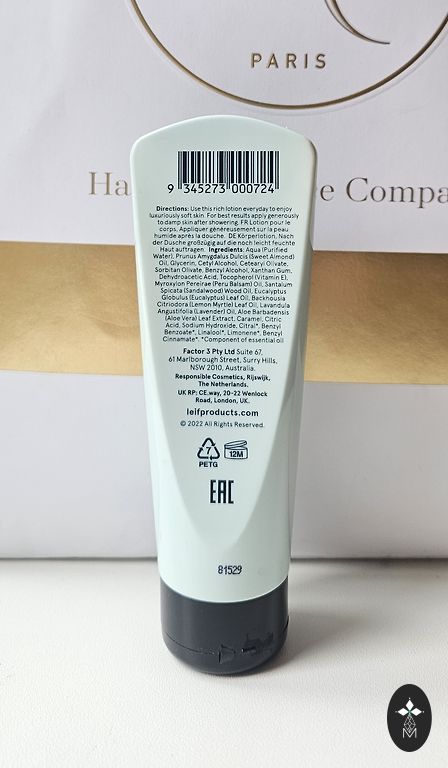 PARIS
Ha
e Compa
9 345273 000724
Directions: Use this rich lotion everyday to enjoy
luxuriously soft skin. For best results apply generously
to damp skin after showering. FR Lotion pour le
corps. Appliquer généreusement sur la peau
humide après la douche. DE Körperlotion. Nach
der Dusche großzügig auf die noch leicht feuchte
Haut auftragen. Ingredients: Aqua (Purified
Water), Prunus Amygdalus Dulcis (Sweet Almond)
Oil, Glycerin, Cetyl Alcohol, Cetearyl Olivate,
Sorbitan Olivate, Benzyl Alcohol, Xanthan Gum,
Dehydroacetic Acid, Tocopherol (Vitamin E),
Myroxylon Pereirae (Peru Balsam) Oil, Santalum
Spicata (Sandalwood) Wood Oil, Eucalyptus
Globulus (Eucalyptus) Leaf Oil, Backhousia
Citriodora (Lemon Myrtle) Leaf Oil, Lavandula
Angustifolia (Lavender) Oil, Aloe Barbadensis
(Aloe Vera) Leaf Extract, Caramel, Citric
Acid, Sodium Hydroxide, Citral*, Benzyl
Benzoate*, Linalool*, Limonene*, Benzyl
Cinnamate*. *Component of essential oil
Factor 3 Pty Ltd Suite 67,
61 Marlborough Street, Surry Hills,
NSW 2010, Australia.
Responsible Cosmetics, Rijswijk,
The Netherlands.
UK RP: CE.way, 20-22 Wenlock
Road, London, UK.
leifproducts.com
© 2022 All Rights Reserved.
7
12M
PETG
EAC
81529
M